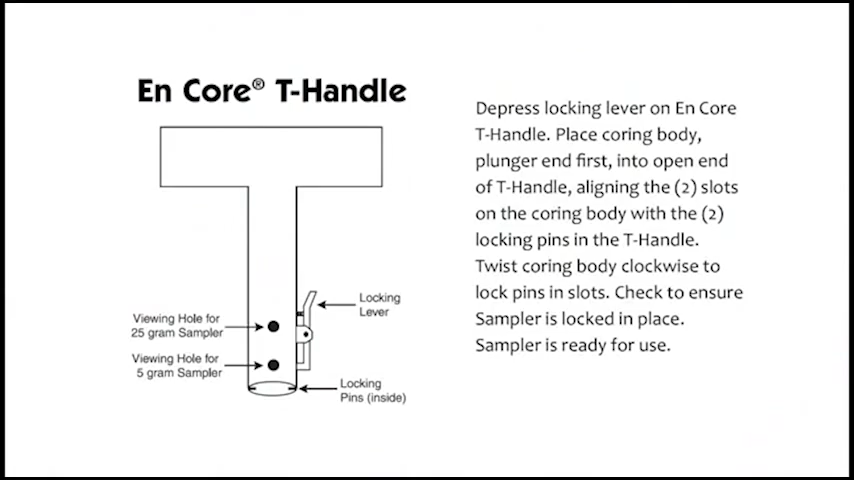 En Core® T-Handle
Depress locking lever on En Core
T-Handle. Place coring body,
plunger end first, into open end
of T-Handle, aligning the (2) slots
on the coring body with the (2)
locking pins in the T-Handle.
Twist coring body clockwise to
lock pins in slots. Check to ensure
Sampler is locked in place.
Sampler is ready for use.
Locking
Lever
Viewing Hole for
25 gram Sampler
Viewing Hole for
5 gram Sampler
Locking
Pins (inside)